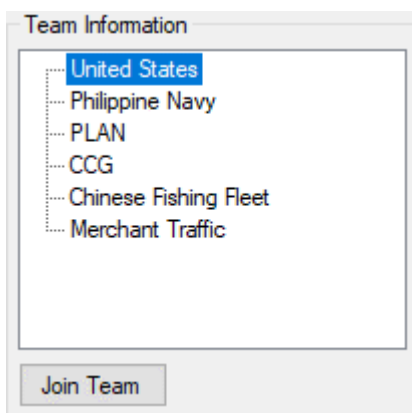 Team Information
United States
Philippine Navy
PLAN
CCG
Chinese Fishing Fleet
Merchant Traffic
Join Team